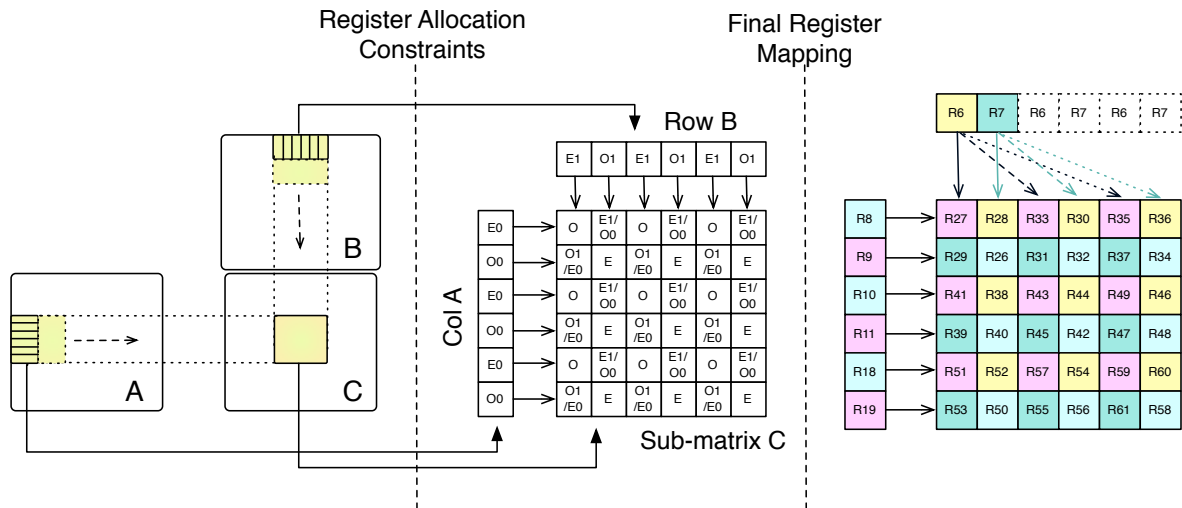 Register Allocation
Constraints
Final Register
Mapping
B
A
C
Row B
E1 O1 E1 O1 E1 O1
Col A
E0
O0
E0
O0
E0
O0
O E1/ O E1/ O E1/
O0 O0 O0
O1 E O1 E O1 E
/E0 /E0 /E0
O E1/ O E1/ O E1/
O0 O0 O0
O1 E O1 E O1 E
/E0 /E0 /E0
O E1/ O E1/ O E1/
O0 O0 O0
O1 E O1 E O1 E
/E0 /E0 /E0
Sub-matrix C
R6 R7 R6 R7 R6 R7
R8 R27 R28 R33 R30 R35 R36
R9 R29 R26 R31 R32 R37 R34
R10 R41 R38 R43 R44 R49 R46
R11 R39 R40 R45 R42 R47 R48
R18 R51 R52 R57 R54 R59 R60
R19 R53 R50 R55 R56 R61 R58